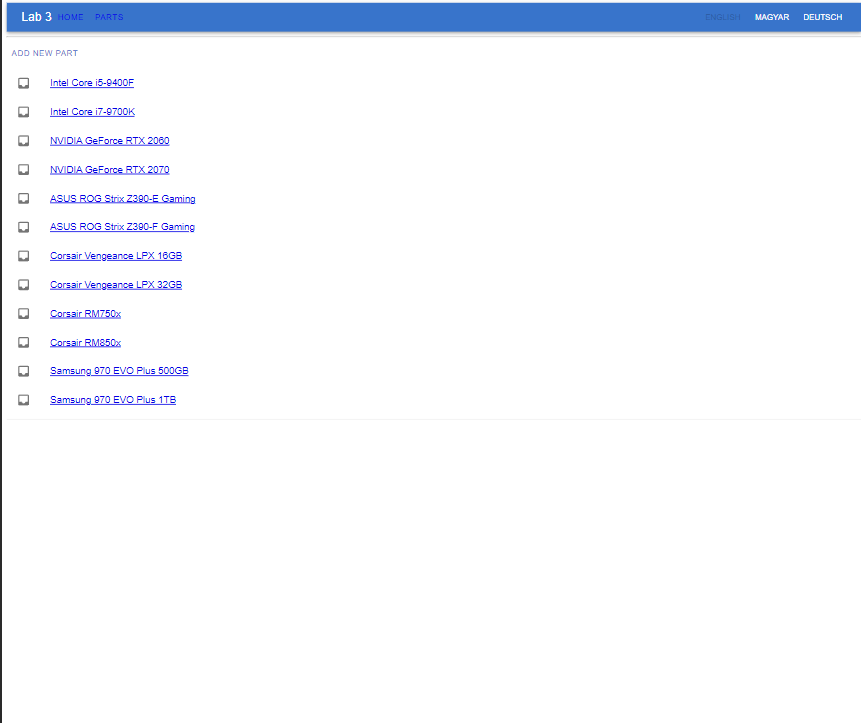 Lab 3 HOME PARTS ENGLISH MAGYAR DEUTSCH
ADD NEW PART
Intel Core i5-9400F
Intel Core i7-9700K
NVIDIA GeForce RTX 2060
NVIDIA GeForce RTX 2070
ASUS ROG Strix Z390-E Gaming
ASUS ROG Strix Z390-F Gaming
Corsair Vengeance LPX 16GB
Corsair Vengeance LPX 32GB
Corsair RM750x
Corsair RM850x
Samsung 970 EVO Plus 500GB
Samsung 970 EVO Plus 1TB